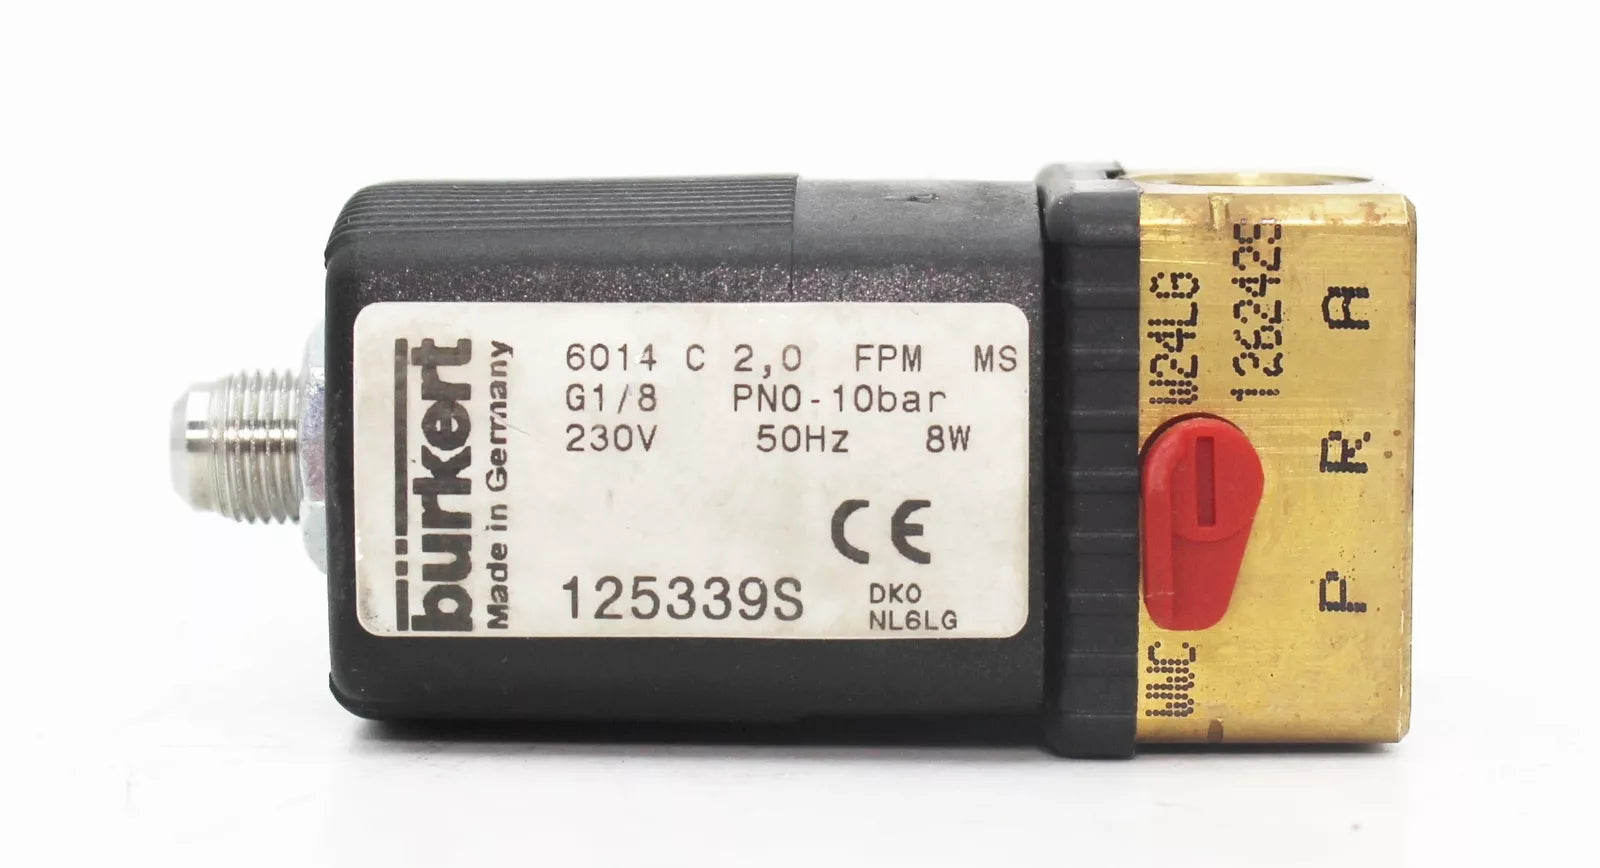 bürkert
Made in Germany
6014 C 2,0 FPM MS
G1/8 PN0-10bar
230V 50Hz 8W
CE
125339S
DK0
NL6LG
W24LG
126242S
WWC
A
R
P